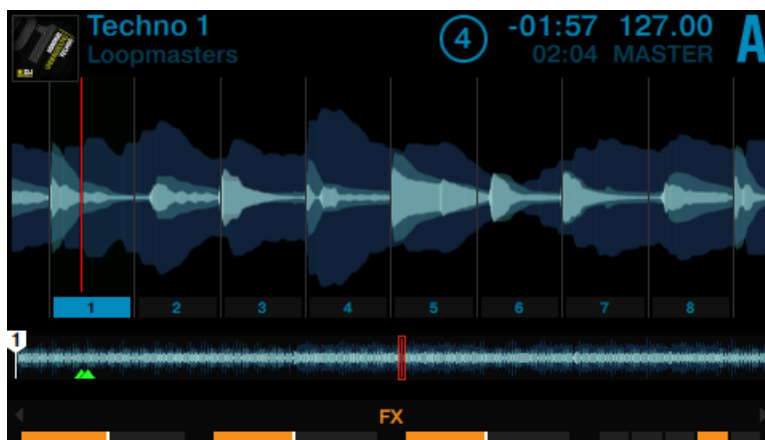 Techno 1
Loopmasters
4
-01:57 127.00
02:04 MASTER
A
1 2 3 4 5 6 7 8
1
FX